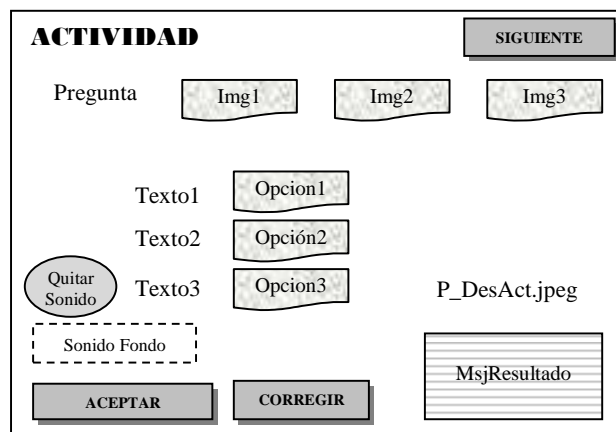 ACTIVIDAD
SIGUIENTE
Pregunta
Img1
Img2
Img3
Texto1
Opcion1
Texto2
Opción2
Quitar
Sonido
Texto3
Opcion3
P_DesAct.jpeg
Sonido Fondo
MsjResultado
ACEPTAR
CORREGIR